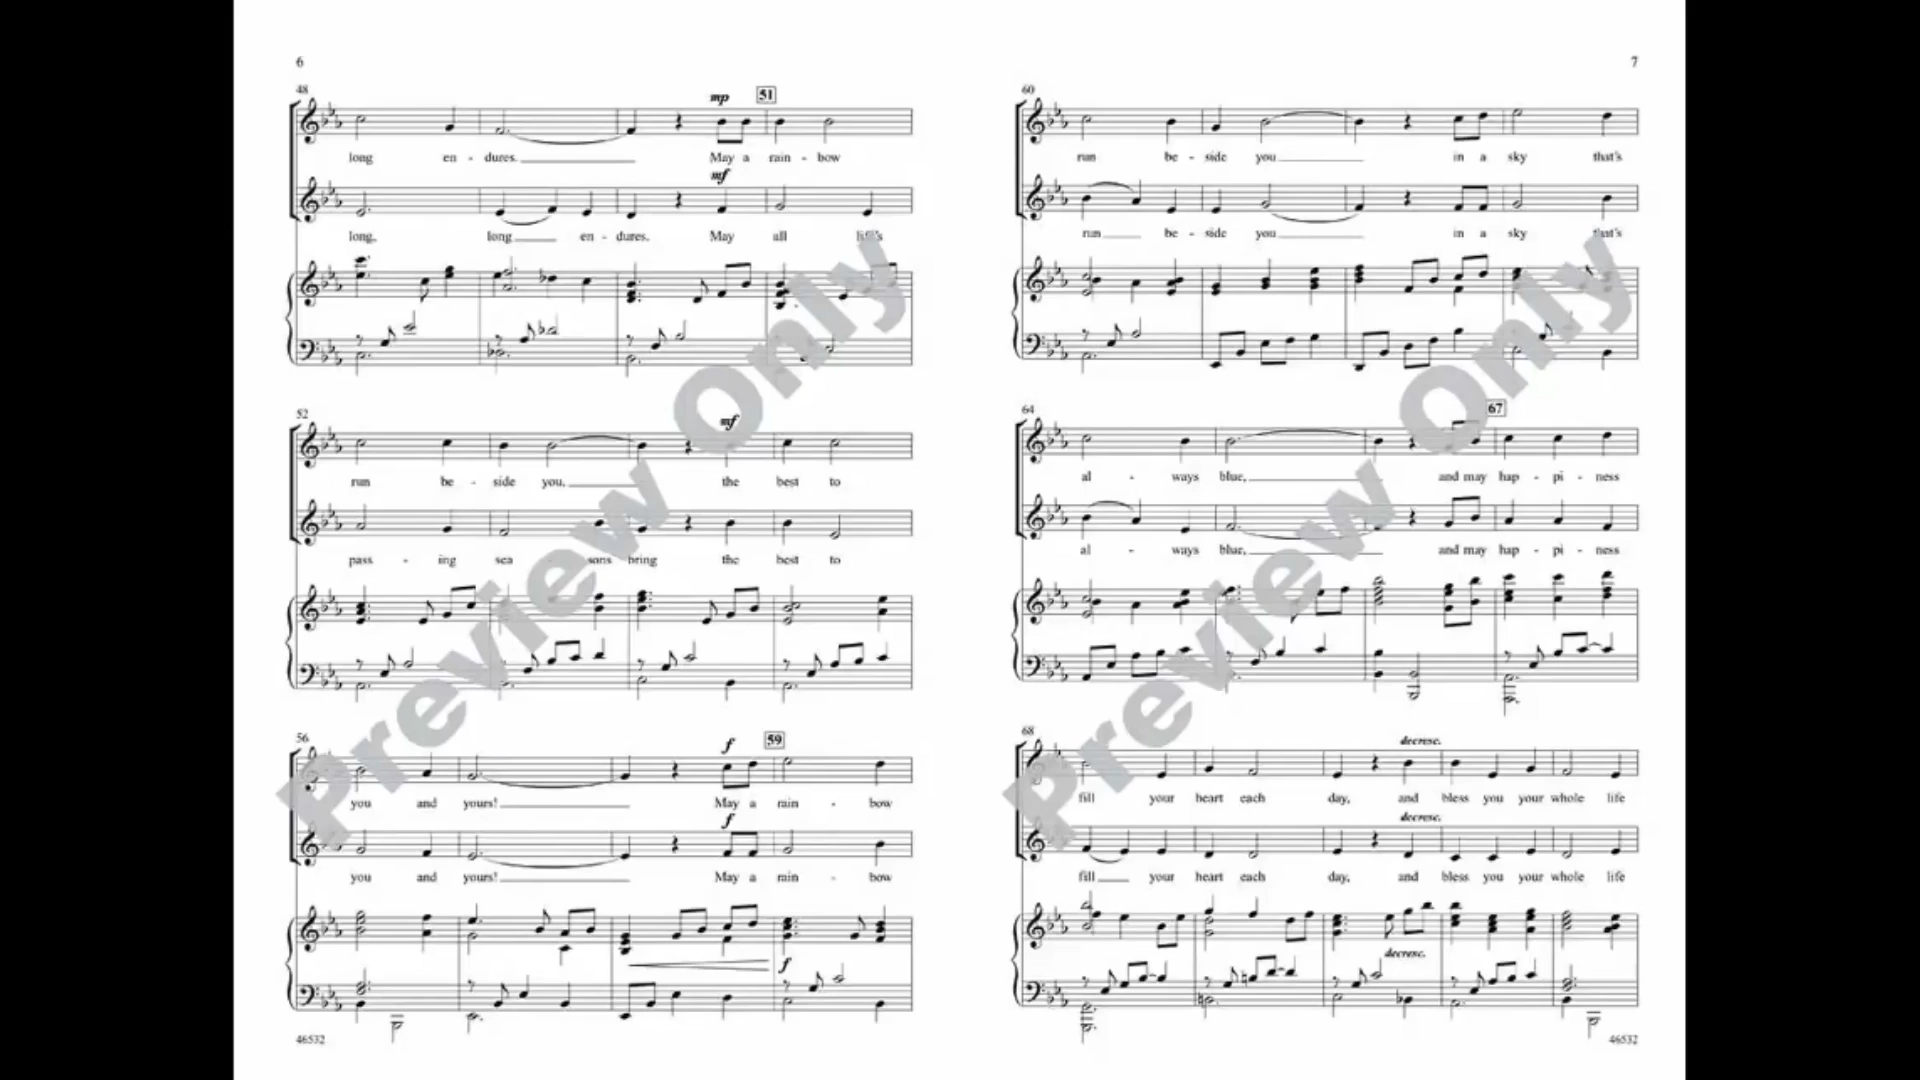 6
48
mp
51
long en - dures. May a rain - bow
mf
long, long en - dures. May all life's
52
mf
run be - side you, the best to
pass - ing sea - sons bring the best to
56
f
59
you and yours! May a rain - bow
f
you and yours! May a rain - bow
f
46532
7
60
run be - side you in a sky that's
run be - side you in a sky that's
64
67
al - ways blue, and may hap - pi - ness
al - ways blue, and may hap - pi - ness
68
decresc.
fill your heart each day, and bless you your whole life
decresc.
fill your heart each day, and bless you your whole life
decresc.
46532
Preview Only
Preview Only